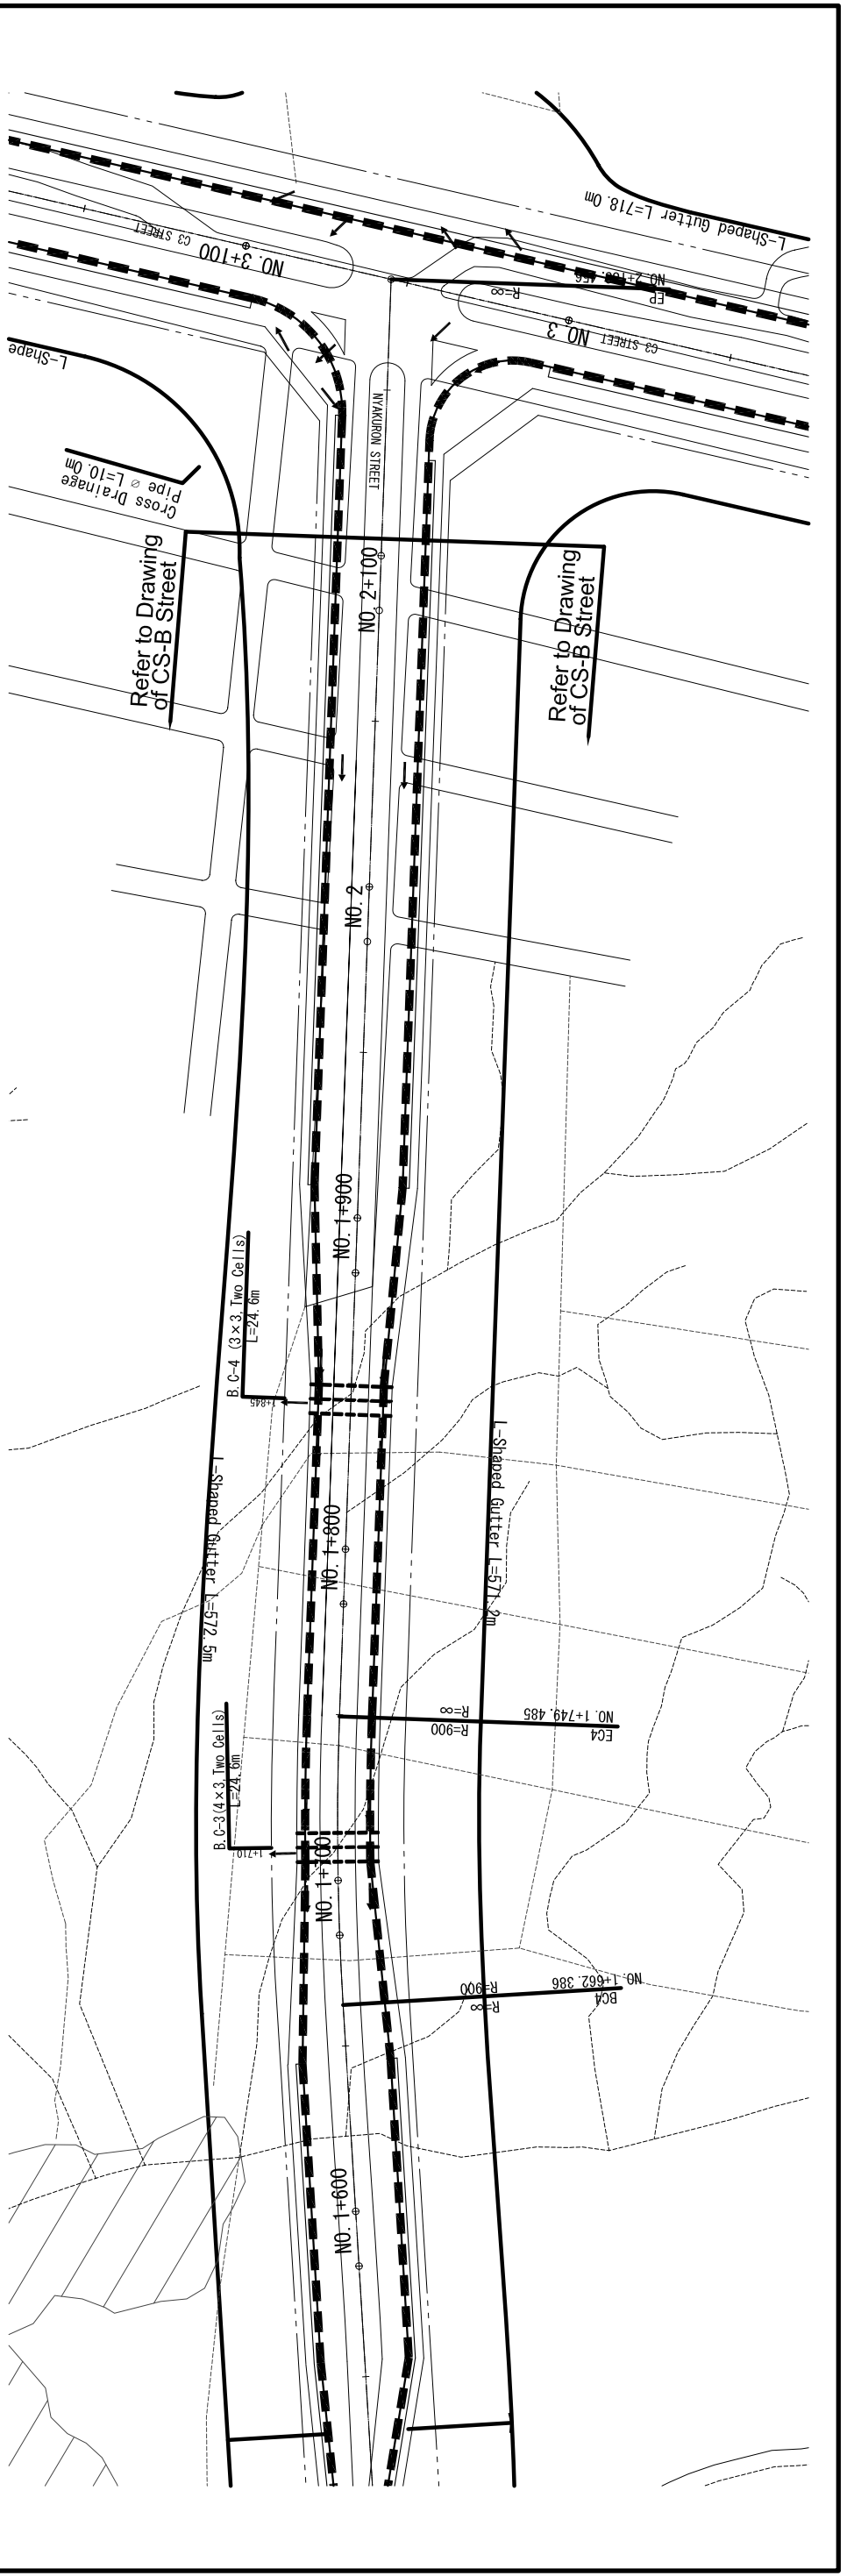 L-Shaped Gutter L=718.0m
C3 STREET
NO. 3+100
EP
R=∞
NO 3
C3 STREET
L-Shape
NYAKURON STREET
Cross Drainage
Pipe ⌀ L=10.0m
Refer to Drawing
of CS-B Street
NO. 2+100
Refer to Drawing
of CS-B Street
NO. 2
NO. 1+900
B.C-4 (3×3,Two Cells)
L=24.6m
1+845
L-Shaped Gutter L=572.5m
L-Shaped Gutter L=571.2m
NO. 1+800
R=∞
R=900
NO. 1+749.485
EC4
B.C-3(4×3,Two Cells)
L=24.6m
1+710
NO. 1+700
R=900
R=∞
NO. 1+662.386
BC4
NO. 1+600